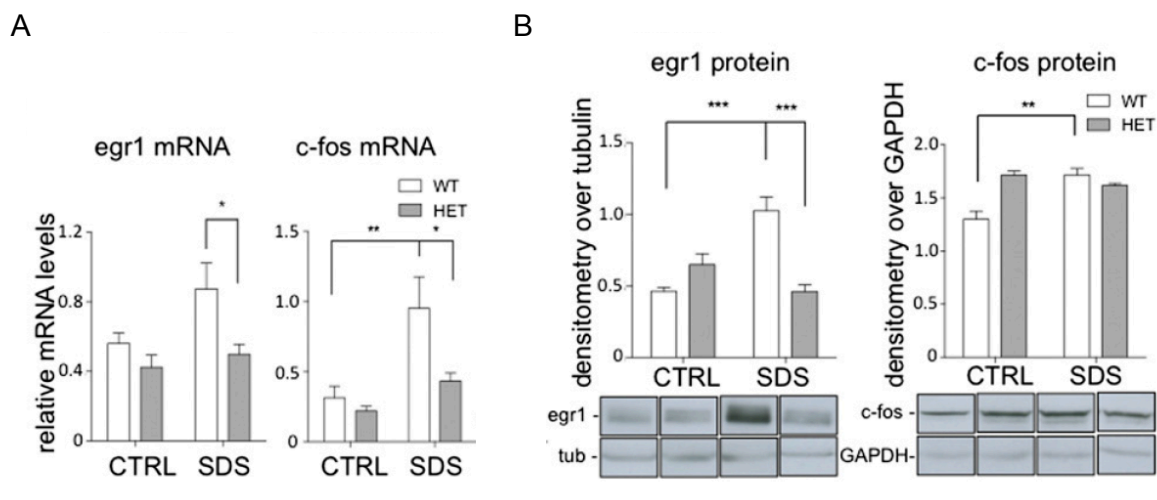 A
B
egr1 mRNA
c-fos mRNA
WT
HET
relative mRNA levels
1.2
0.8
0.4
0
*
CTRL SDS
1.5
1.0
0.5
0
**
*
CTRL SDS
egr1 protein
densitometry over tubulin
1.5
1.0
0.5
0
***
***
CTRL SDS
egr1 -
tub -
c-fos protein
WT
HET
densitometry over GAPDH
2.0
1.5
1.0
0.5
0
**
CTRL SDS
c-fos -
GAPDH-